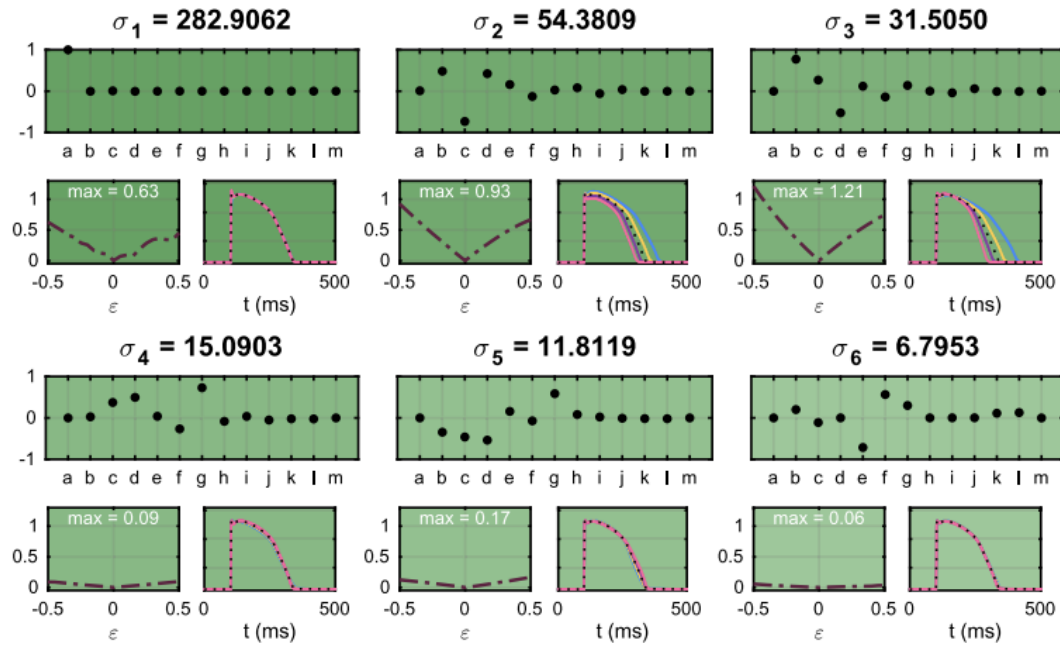 σ1 = 282.9062 σ2 = 54.3809 σ3 = 31.5050
1
0
-1
a b c d e f g h i j k l m a b c d e f g h i j k l m a b c d e f g h i j k l m
max = 0.63 max = 0.93 max = 1.21
1
0.5
0
-0.5 0 0.5 0 500 -0.5 0 0.5 0 500 -0.5 0 0.5 0 500
ε t (ms) ε t (ms) ε t (ms)
σ4 = 15.0903 σ5 = 11.8119 σ6 = 6.7953
1
0
-1
a b c d e f g h i j k l m a b c d e f g h i j k l m a b c d e f g h i j k l m
max = 0.09 max = 0.17 max = 0.06
1
0.5
0
-0.5 0 0.5 0 500 -0.5 0 0.5 0 500 -0.5 0 0.5 0 500
ε t (ms) ε t (ms) ε t (ms)